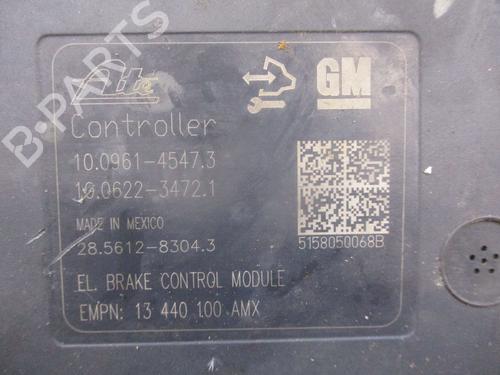 Ate
GM
Controller
10.0961-4547.3
10.0622-3472.1
MADE IN MEXICO
28.5612-8304.3
5158050068B
EL. BRAKE CONTROL MODULE
EMPN: 13 440 100 AMX
B-PARTS